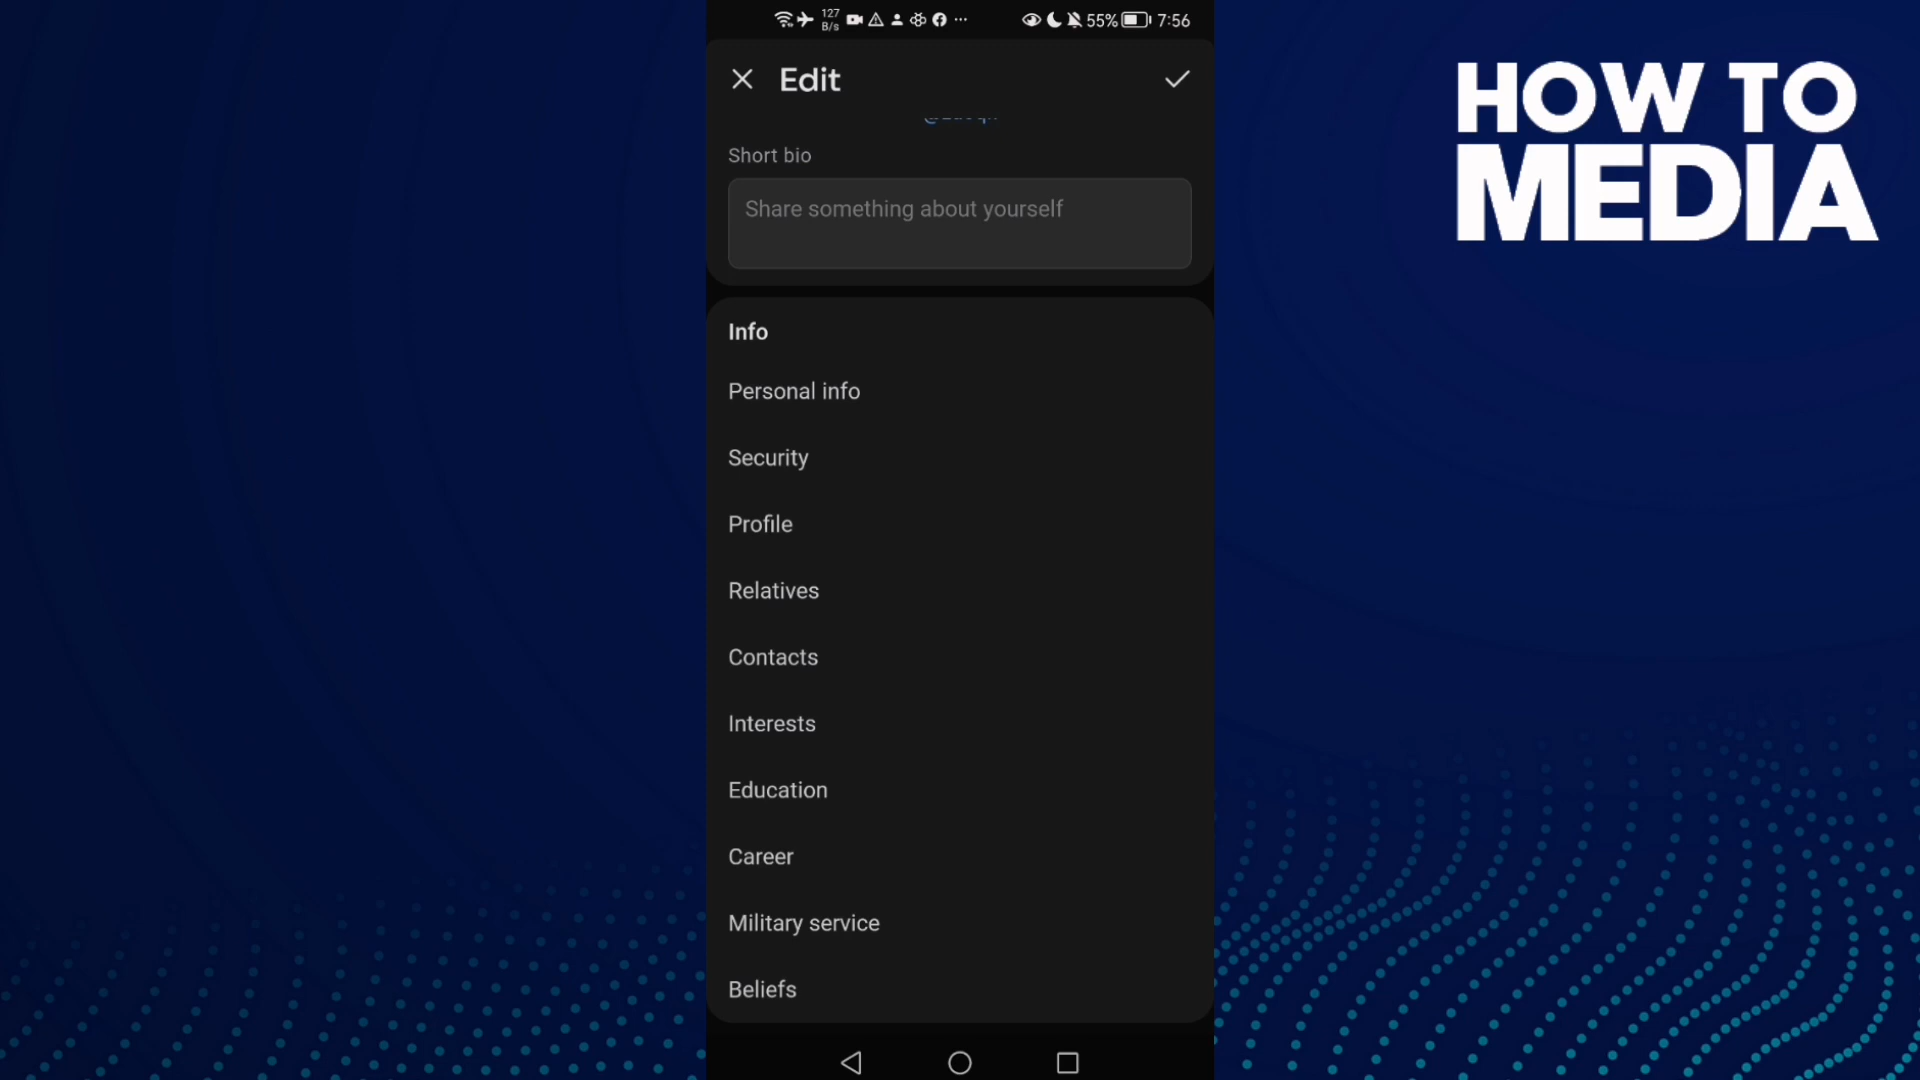 127
B/s
55%
7:56
Edit
Short bio
Share something about yourself
Info
Personal info
Security
Profile
Relatives
Contacts
Interests
Education
Career
Military service
Beliefs
HOW TO
MEDIA